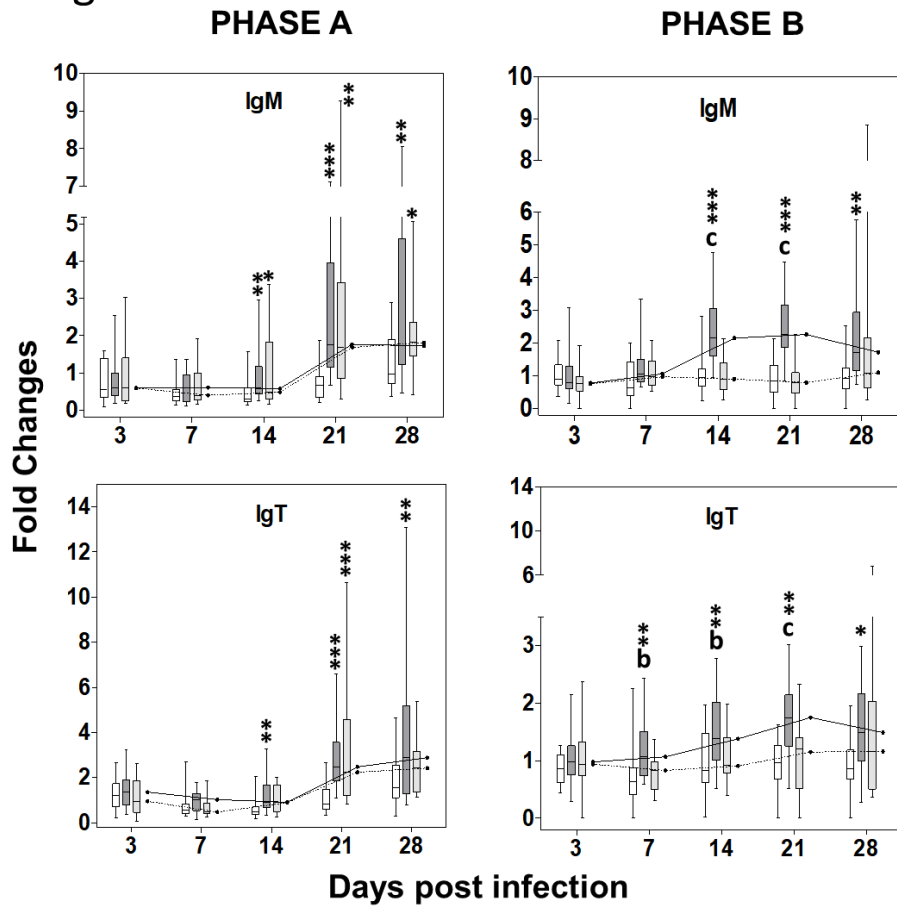 PHASE A
PHASE B
Fold Changes
IgM
10
9
8
7
5
4
3
2
1
0
** * *** ** ** *
3 7 14 21 28
IgM
10
8
6
5
4
3
2
1
0
*** c *** c **
3 7 14 21 28
IgT
14
12
10
8
6
4
2
0
** *** *** **
3 7 14 21 28
IgT
14
10
6
3
2
1
0
** b ** b ** c *
3 7 14 21 28
Days post infection